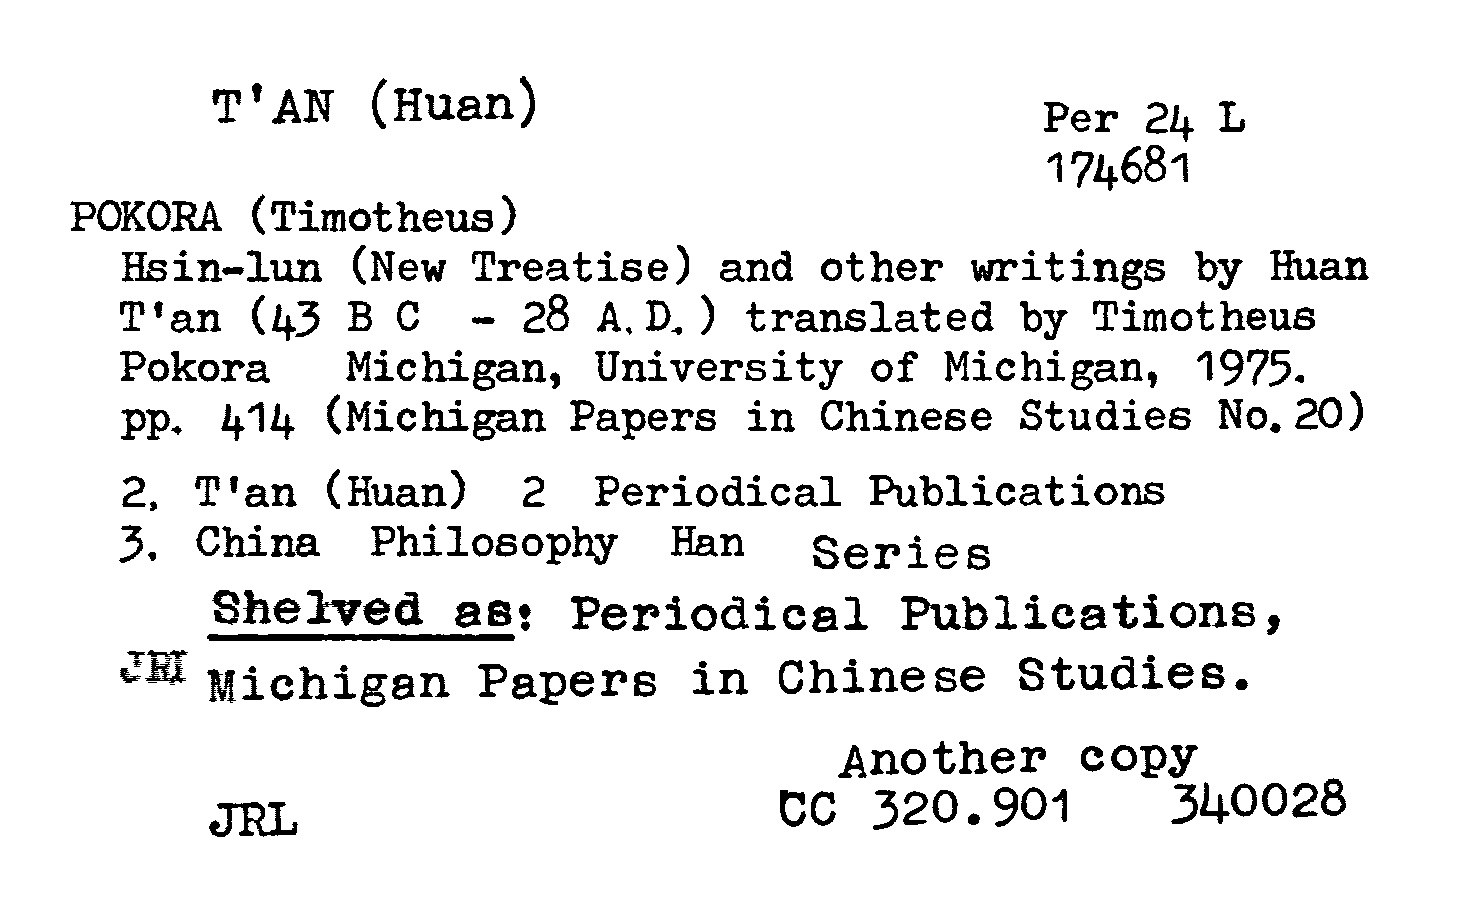 T'AN (Huan)
Per 24 L
174681
POKORA (Timotheus)
Hsin-lun (New Treatise) and other writings by Huan
T'an (43 B C - 28 A.D.) translated by Timotheus
Pokora Michigan, University of Michigan, 1975.
pp. 414 (Michigan Papers in Chinese Studies No.20)
2. T'an (Huan) 2 Periodical Publications
3. China Philosophy Han Series
Shelved as: Periodical Publications,
Michigan Papers in Chinese Studies.
Another copy
CC 320.901 340028
JRL